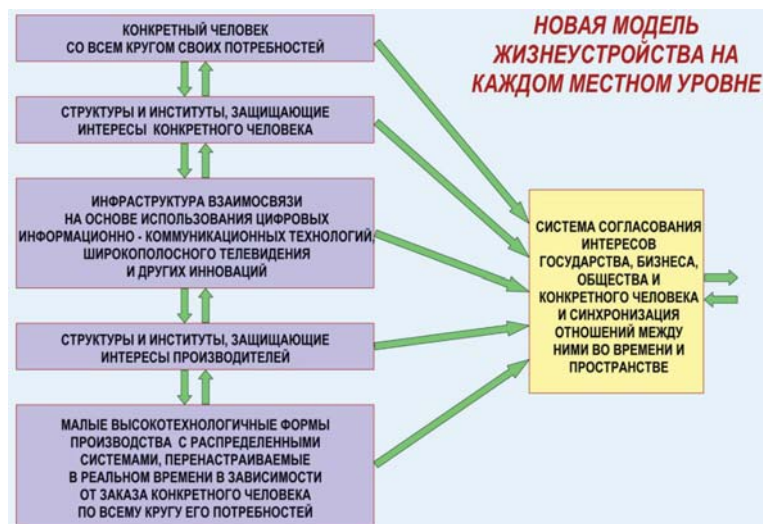 НОВАЯ МОДЕЛЬ
ЖИЗНЕУСТРОЙСТВА НА
КАЖДОМ МЕСТНОМ УРОВНЕ
КОНКРЕТНЫЙ ЧЕЛОВЕК
СО ВСЕМ КРУГОМ СВОИХ ПОТРЕБНОСТЕЙ
СТРУКТУРЫ И ИНСТИТУТЫ, ЗАЩИЩАЮЩИЕ
ИНТЕРЕСЫ КОНКРЕТНОГО ЧЕЛОВЕКА
ИНФРАСТРУКТУРА ВЗАИМОСВЯЗИ
НА ОСНОВЕ ИСПОЛЬЗОВАНИЯ ЦИФРОВЫХ
ИНФОРМАЦИОННО - КОММУНИКАЦИОННЫХ ТЕХНОЛОГИЙ,
ШИРОКОПОЛОСНОГО ТЕЛЕВИДЕНИЯ
И ДРУГИХ ИННОВАЦИЙ
СТРУКТУРЫ И ИНСТИТУТЫ, ЗАЩИЩАЮЩИЕ
ИНТЕРЕСЫ ПРОИЗВОДИТЕЛЕЙ
МАЛЫЕ ВЫСОКОТЕХНОЛОГИЧНЫЕ ФОРМЫ
ПРОИЗВОДСТВА С РАСПРЕДЕЛЕННЫМИ
СИСТЕМАМИ, ПЕРЕНАСТРАИВАЕМЫЕ
В РЕАЛЬНОМ ВРЕМЕНИ В ЗАВИСИМОСТИ
ОТ ЗАКАЗА КОНКРЕТНОГО ЧЕЛОВЕКА
ПО ВСЕМУ КРУГУ ЕГО ПОТРЕБНОСТЕЙ
СИСТЕМА СОГЛАСОВАНИЯ
ИНТЕРЕСОВ
ГОСУДАРСТВА, БИЗНЕСА,
ОБЩЕСТВА И
КОНКРЕТНОГО ЧЕЛОВЕКА
И СИНХРОНИЗАЦИЯ
ОТНОШЕНИЙ МЕЖДУ
НИМИ ВО ВРЕМЕНИ И
ПРОСТРАНСТВЕ